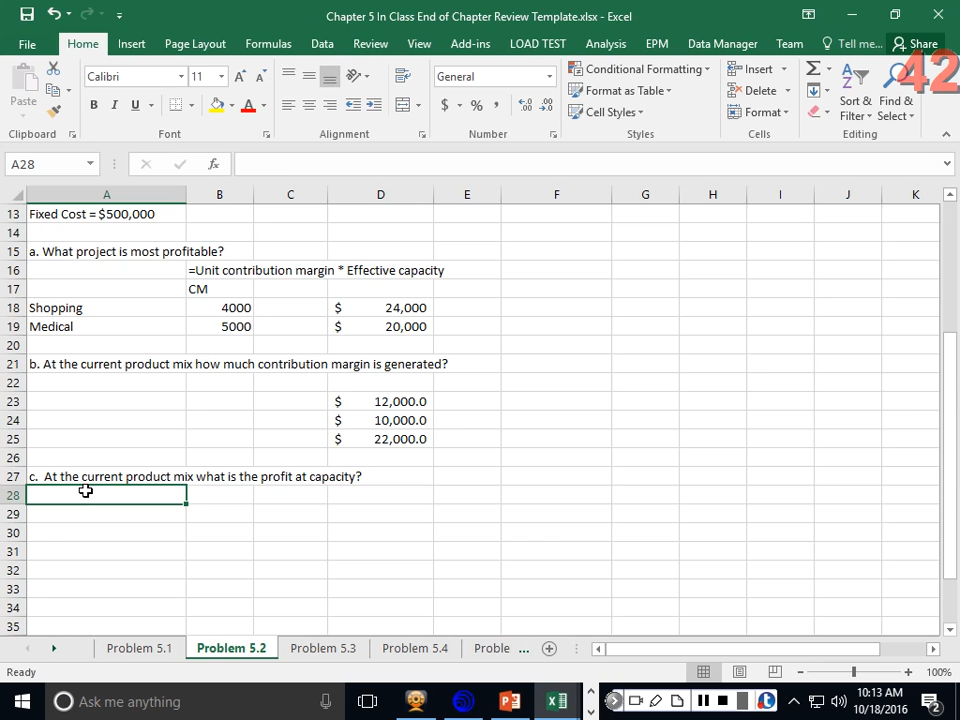 Chapter 5 In Class End of Chapter Review Template.xlsx - Excel
File Home Insert Page Layout Formulas Data Review View Add-ins LOAD TEST Analysis EPM Data Manager Team Tell me... Share
42
Paste
Calibri 11 A A
B I U A
General
$ % , .0 .00 .00 .0
Conditional Formatting
Format as Table
Cell Styles
Insert
Delete
Format
Sort & Filter
Find & Select
Clipboard Font Alignment Number Styles Cells Editing
A28 fx
A B C D E F G H I J K
13 Fixed Cost = $500,000
14
15 a. What project is most profitable?
16 =Unit contribution margin * Effective capacity
17 CM
18 Shopping 4000 $ 24,000
19 Medical 5000 $ 20,000
20
21 b. At the current product mix how much contribution margin is generated?
22
23 $ 12,000.0
24 $ 10,000.0
25 $ 22,000.0
26
27 c. At the current product mix what is the profit at capacity?
28
29
30
31
32
33
34
35
Problem 5.1 Problem 5.2 Problem 5.3 Problem 5.4 Proble ...
Ready 100%
Ask me anything
10:13 AM
10/18/2016
2